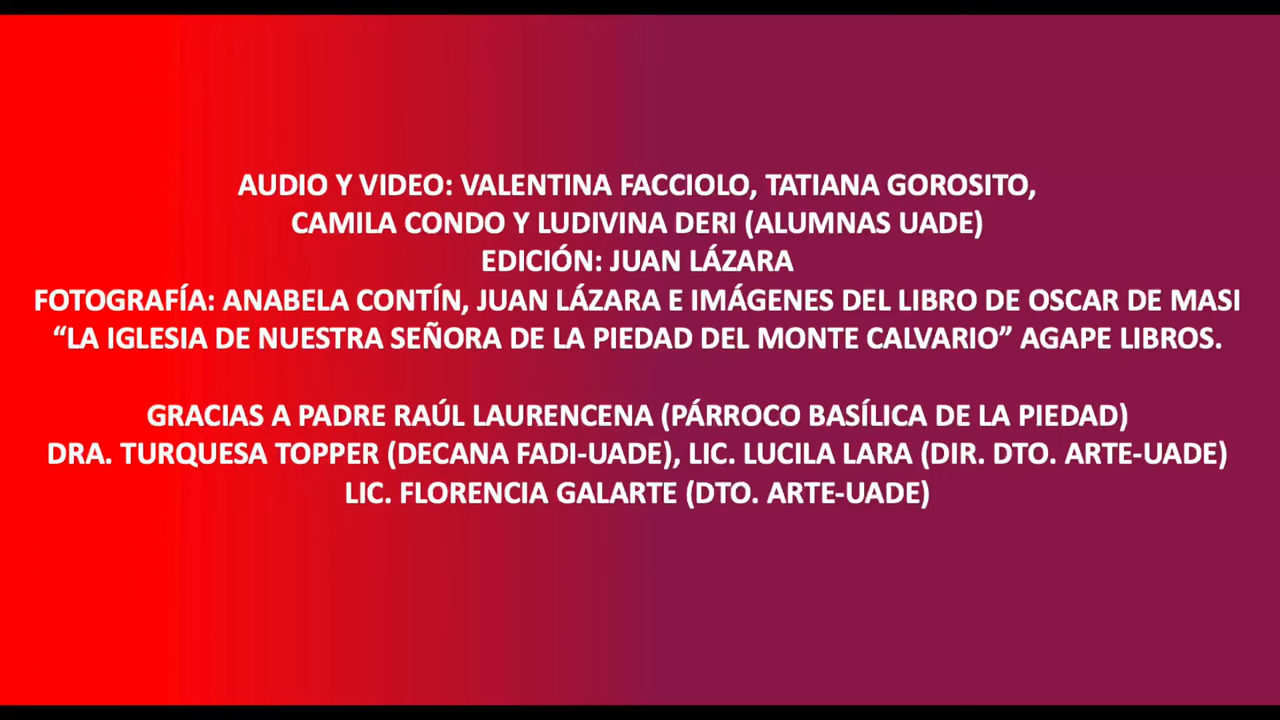 AUDIO Y VIDEO: VALENTINA FACCIOLO, TATIANA GOROSITO,
CAMILA CONDO Y LUDIVINA DERI (ALUMNAS UADE)
EDICIÓN: JUAN LÁZARA
FOTOGRAFÍA: ANABELA CONTÍN, JUAN LÁZARA E IMÁGENES DEL LIBRO DE OSCAR DE MASI
“LA IGLESIA DE NUESTRA SEÑORA DE LA PIEDAD DEL MONTE CALVARIO” AGAPE LIBROS.
GRACIAS A PADRE RAÚL LAURENCENA (PÁRROCO BASÍLICA DE LA PIEDAD)
DRA. TURQUESA TOPPER (DECANA FADI-UADE), LIC. LUCILA LARA (DIR. DTO. ARTE-UADE)
LIC. FLORENCIA GALARTE (DTO. ARTE-UADE)